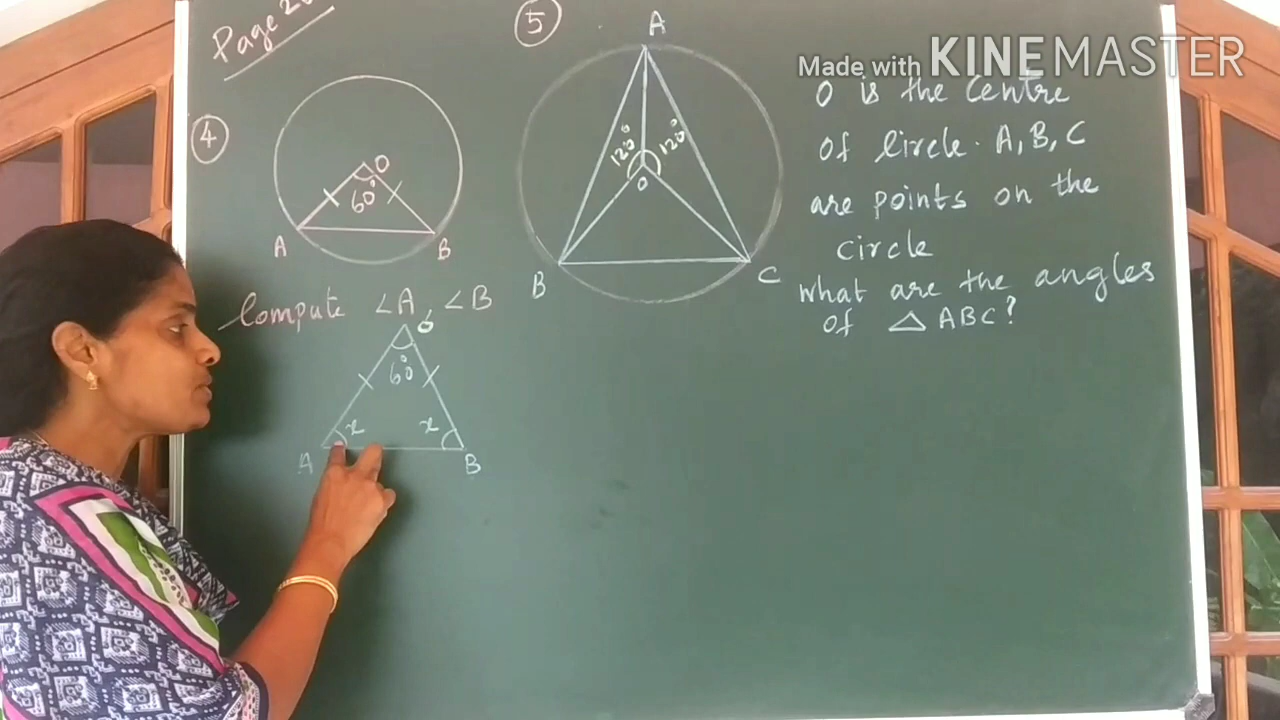 Page 20
4
O
60°
A
B
Compute ∠A, ∠B
O
60°
x
x
A
B
5
A
120°
120°
O
B
C
Made with KINEMASTER
O is the Centre
of Circle. A, B, C
are points on the
circle
What are the angles
of △ ABC?